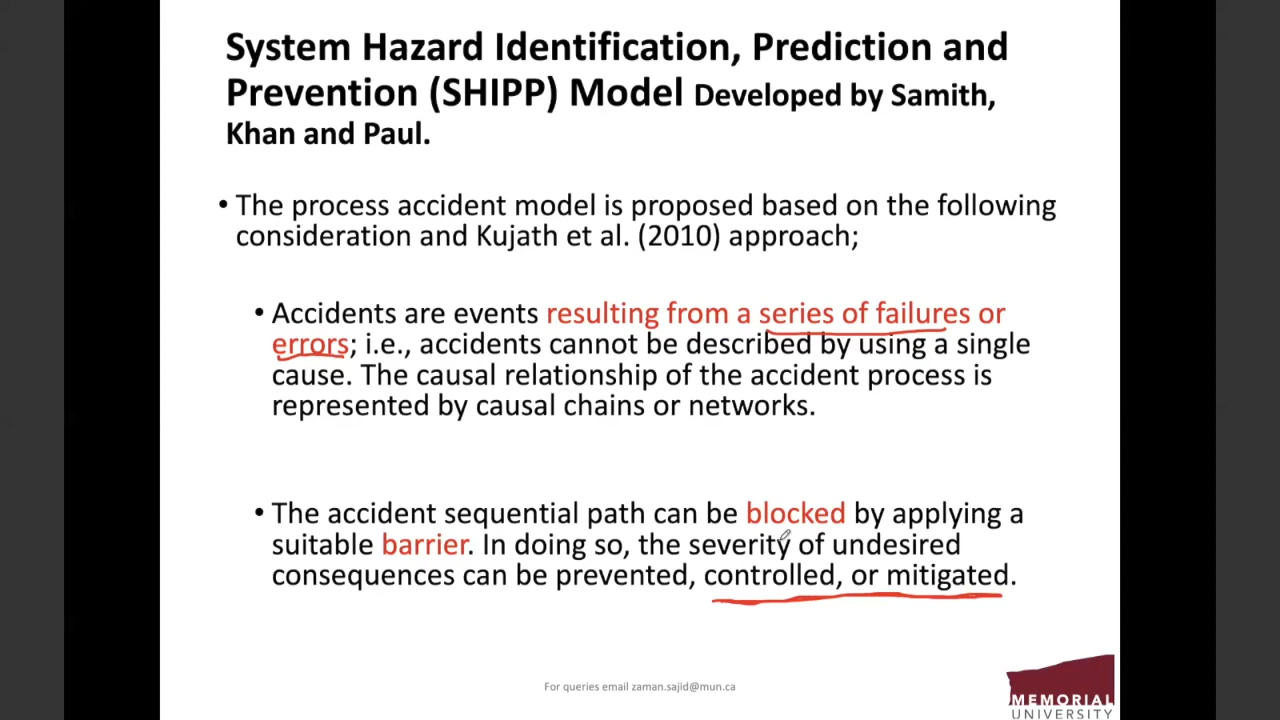 System Hazard Identification, Prediction and
Prevention (SHIPP) Model Developed by Samith,
Khan and Paul.
• The process accident model is proposed based on the following
consideration and Kujath et al. (2010) approach;
• Accidents are events resulting from a series of failures or
errors; i.e., accidents cannot be described by using a single
cause. The causal relationship of the accident process is
represented by causal chains or networks.
• The accident sequential path can be blocked by applying a
suitable barrier. In doing so, the severity of undesired
consequences can be prevented, controlled, or mitigated.
For queries email zaman.sajid@mun.ca
MEMORIAL
UNIVERSITY